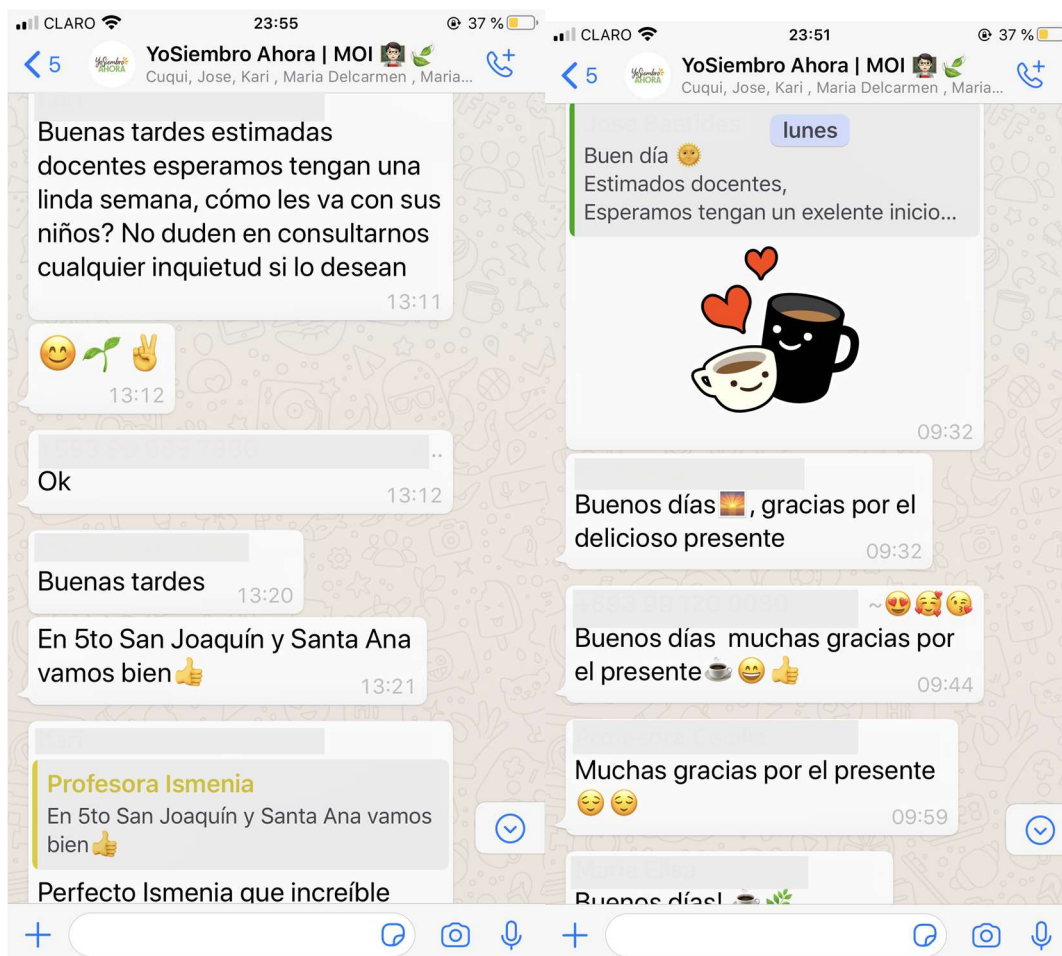 CLARO 23:55 37 %
5 YoSiembro Ahora | MOI 👨🏻‍🏫 🌿
Cuqui, Jose, Kari , Maria Delcarmen , Maria...
Buenas tardes estimadas
docentes esperamos tengan una
linda semana, cómo les va con sus
niños? No duden en consultarnos
cualquier inquietud si lo desean
13:11
😊🌱✌️
13:12
Ok
13:12
Buenas tardes
13:20
En 5to San Joaquín y Santa Ana
vamos bien👍
13:21
Profesora Ismenia
En 5to San Joaquín y Santa Ana vamos
bien👍
Perfecto Ismenia que increíble
CLARO 23:51 37 %
5 YoSiembro Ahora | MOI 👨🏻‍🏫 🌿
Cuqui, Jose, Kari , Maria Delcarmen , Maria...
lunes
Buen día 🌞
Estimados docentes,
Esperamos tengan un exelente inicio...
09:32
Buenos días🌅, gracias por el
delicioso presente
09:32
~😍🥰😘
Buenos días muchas gracias por
el presente☕😄👍
09:44
Muchas gracias por el presente
😌😌
09:59
Buenos días! ☕🌿